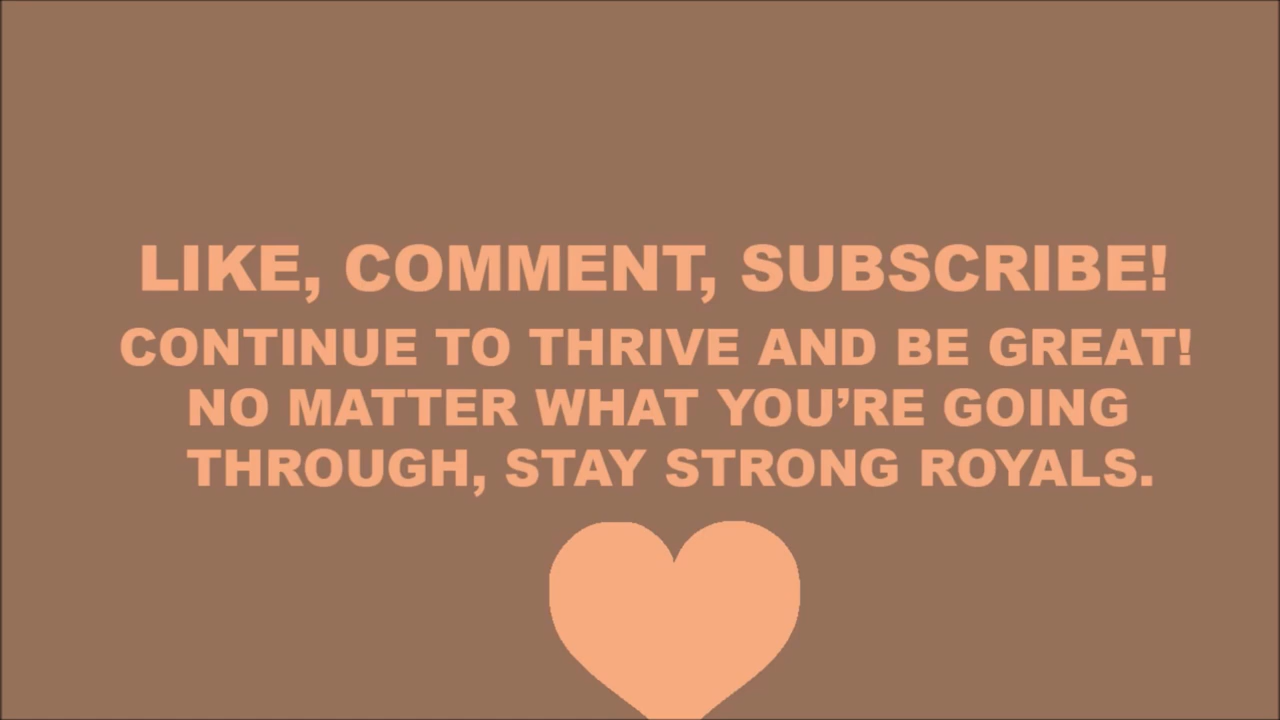 LIKE, COMMENT, SUBSCRIBE!
CONTINUE TO THRIVE AND BE GREAT!
NO MATTER WHAT YOU’RE GOING
THROUGH, STAY STRONG ROYALS.